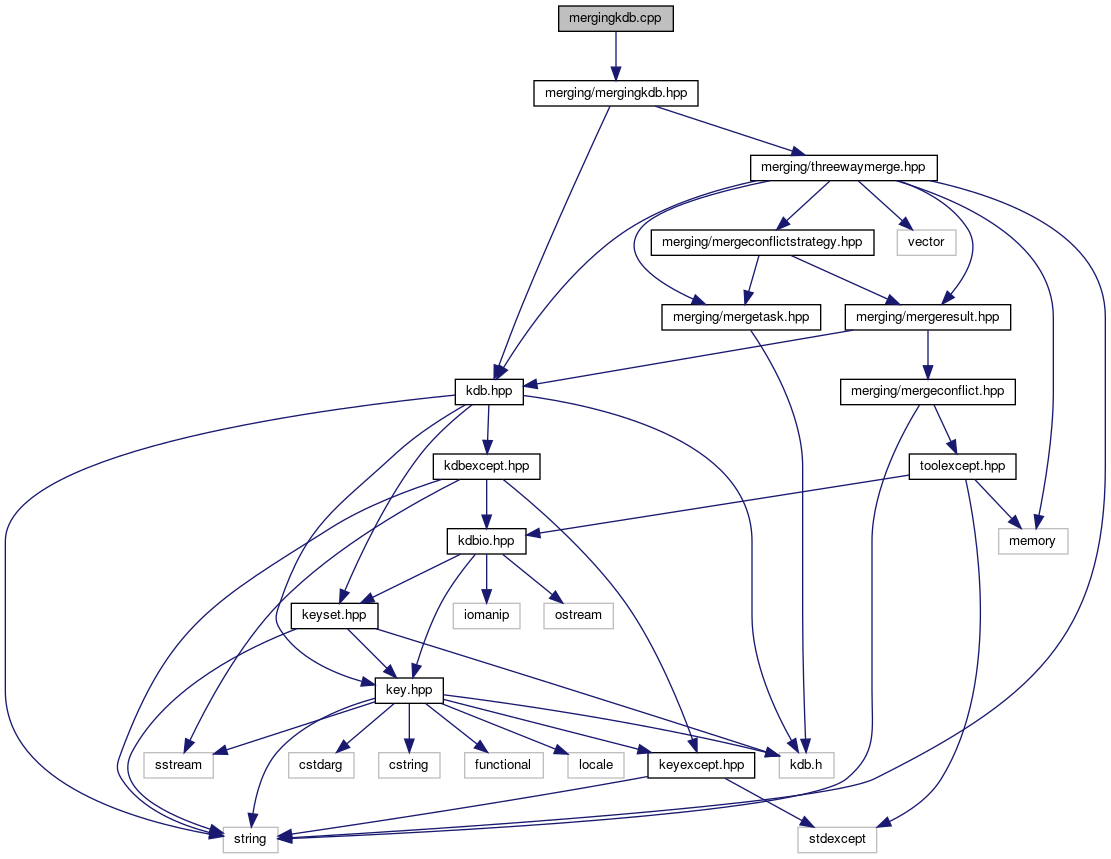 mergingkdb.cpp
merging/mergingkdb.hpp
merging/threewaymerge.hpp
merging/mergeconflictstrategy.hpp
vector
merging/mergetask.hpp
merging/mergeresult.hpp
kdb.hpp
merging/mergeconflict.hpp
kdbexcept.hpp
toolexcept.hpp
kdbio.hpp
memory
keyset.hpp
iomanip
ostream
key.hpp
sstream
cstdarg
cstring
functional
locale
keyexcept.hpp
kdb.h
string
stdexcept